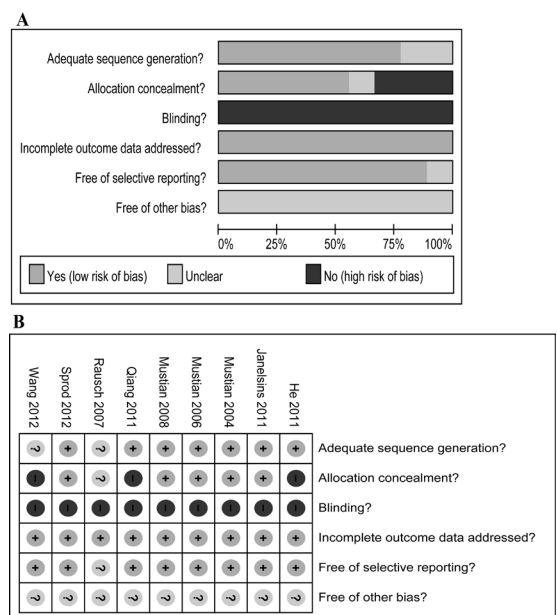 A
Adequate sequence generation?
Allocation concealment?
Blinding?
Incomplete outcome data addressed?
Free of selective reporting?
Free of other bias?
0% 25% 50% 75% 100%
Yes (low risk of bias) Unclear No (high risk of bias)
B
Wang 2012 Sprod 2012 Rausch 2007 Qiang 2011 Mustian 2008 Mustian 2006 Mustian 2004 Janelsins 2011 He 2011
? + ? + + + + + + Adequate sequence generation?
– + ? – + + + + – Allocation concealment?
– – – – – – – – – Blinding?
+ + + + + + + + + Incomplete outcome data addressed?
+ + ? + + + + + + Free of selective reporting?
? ? ? ? ? ? ? ? ? Free of other bias?